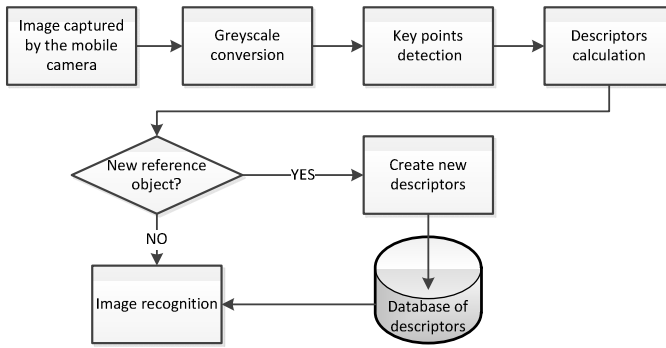 Image captured
by the mobile
camera
Greyscale
conversion
Key points
detection
Descriptors
calculation
New reference
object?
YES
Create new
descriptors
NO
Image recognition
Database of
descriptors